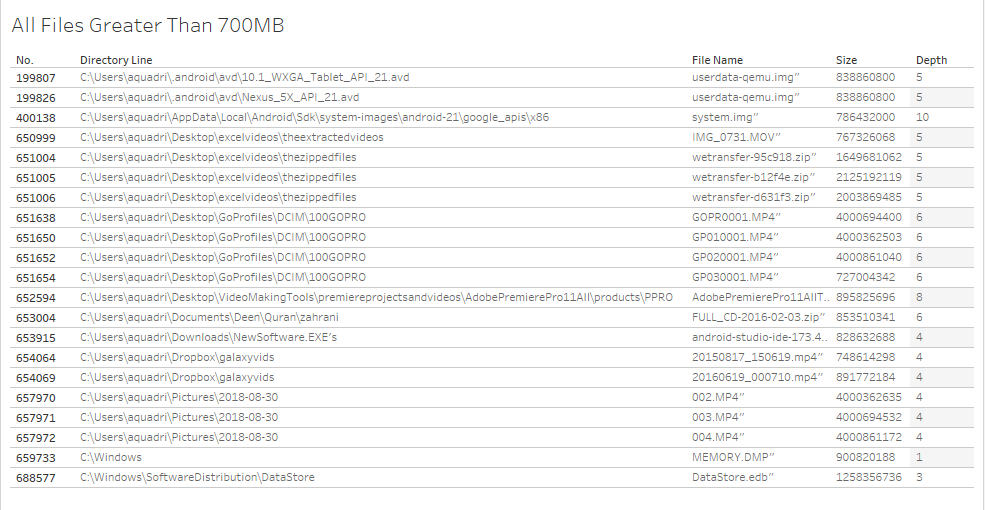 All Files Greater Than 700MB
No. Directory Line File Name Size Depth
199807 C:\Users\aquadri\.android\avd\10.1_WXGA_Tablet_API_21.avd userdata-qemu.img” 838860800 5
199826 C:\Users\aquadri\.android\avd\Nexus_5X_API_21.avd userdata-qemu.img” 838860800 5
400138 C:\Users\aquadri\AppData\Local\Android\Sdk\system-images\android-21\google_apis\x86 system.img” 786432000 10
650999 C:\Users\aquadri\Desktop\excelvideos\theextractedvideos IMG_0731.MOV” 767326068 5
651004 C:\Users\aquadri\Desktop\excelvideos\thezippedfiles wetransfer-95c918.zip” 1649681062 5
651005 C:\Users\aquadri\Desktop\excelvideos\thezippedfiles wetransfer-b12f4e.zip” 2125192119 5
651006 C:\Users\aquadri\Desktop\excelvideos\thezippedfiles wetransfer-d631f3.zip” 2003869485 5
651638 C:\Users\aquadri\Desktop\GoProfiles\DCIM\100GOPRO GOPR0001.MP4” 4000694400 6
651650 C:\Users\aquadri\Desktop\GoProfiles\DCIM\100GOPRO GP010001.MP4” 4000362503 6
651652 C:\Users\aquadri\Desktop\GoProfiles\DCIM\100GOPRO GP020001.MP4” 4000861040 6
651654 C:\Users\aquadri\Desktop\GoProfiles\DCIM\100GOPRO GP030001.MP4” 727004342 6
652594 C:\Users\aquadri\Desktop\VideoMakingTools\premiereprojectsandvideos\AdobePremierePro11All\products\PPRO AdobePremierePro11AllT.. 895825696 8
653004 C:\Users\aquadri\Documents\Deen\Quran\zahrani FULL_CD-2016-02-03.zip” 853510341 6
653915 C:\Users\aquadri\Downloads\NewSoftware.EXE’s android-studio-ide-173.4.. 828632688 4
654064 C:\Users\aquadri\Dropbox\galaxyvids 20150817_150619.mp4” 748614298 4
654069 C:\Users\aquadri\Dropbox\galaxyvids 20160619_000710.mp4” 891772184 4
657970 C:\Users\aquadri\Pictures\2018-08-30 002.MP4” 4000362635 4
657971 C:\Users\aquadri\Pictures\2018-08-30 003.MP4” 4000694532 4
657972 C:\Users\aquadri\Pictures\2018-08-30 004.MP4” 4000861172 4
659733 C:\Windows MEMORY.DMP” 900820188 1
688577 C:\Windows\SoftwareDistribution\DataStore DataStore.edb” 1258356736 3